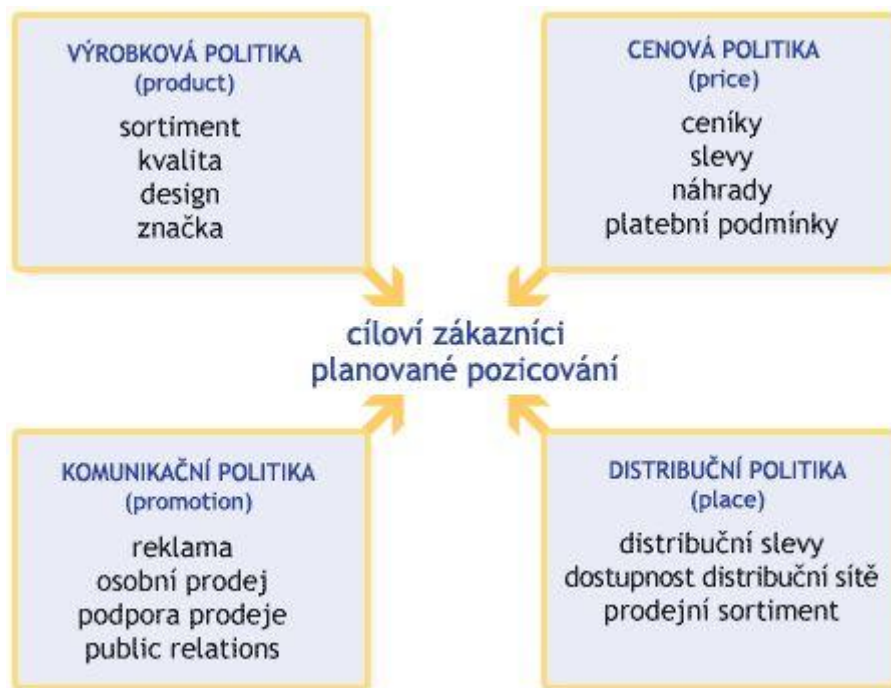 VÝROBKOVÁ POLITIKA
(product)
sortiment
kvalita
design
značka
CENOVÁ POLITIKA
(price)
ceníky
slevy
náhrady
platební podmínky
cíloví zákazníci
planované pozicování
KOMUNIKAČNÍ POLITIKA
(promotion)
reklama
osobní prodej
podpora prodeje
public relations
DISTRIBUČNÍ POLITIKA
(place)
distribuční slevy
dostupnost distribuční sítě
prodejní sortiment